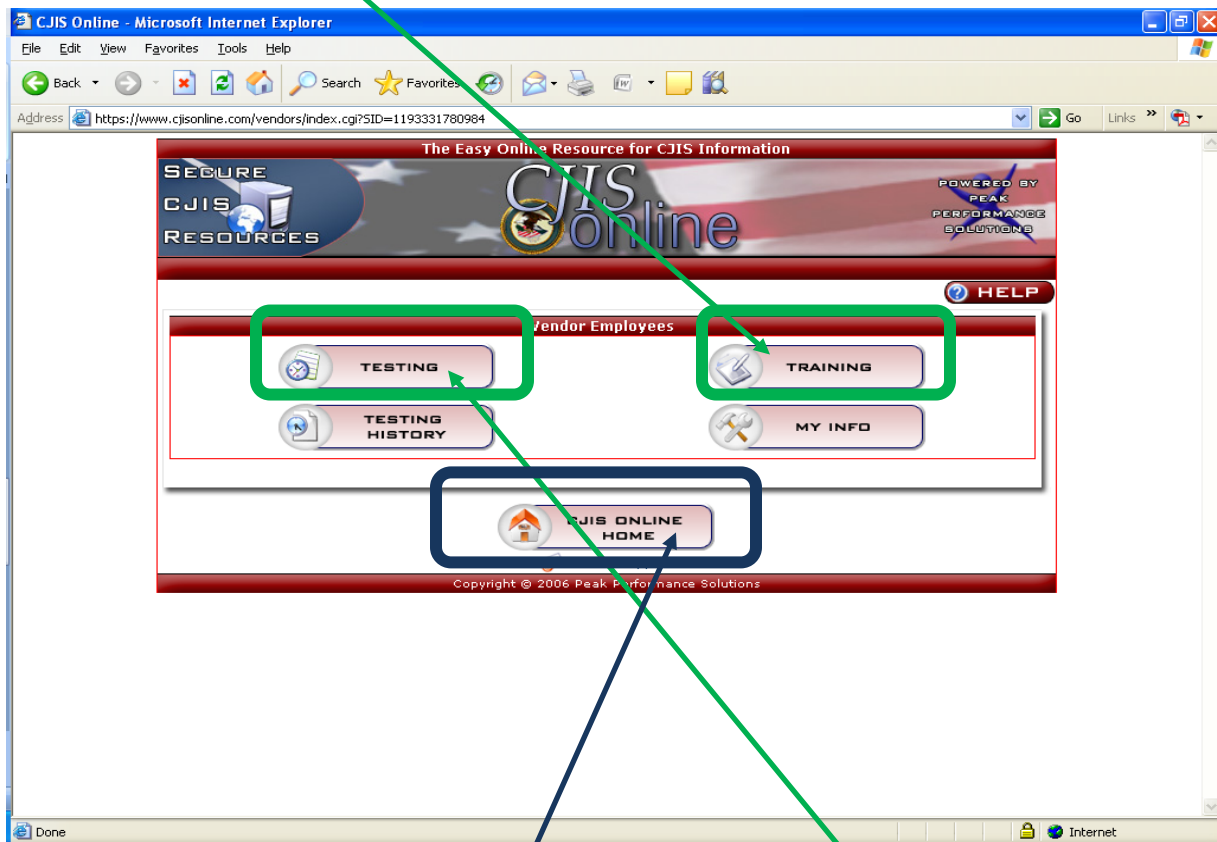 CJIS Online - Microsoft Internet Explorer
File Edit View Favorites Tools Help
Back Search Favorites
Address https://www.cjisonline.com/vendors/index.cgi?SID=1193331780984 Go Links »
The Easy Online Resource for CJIS Information
SECURE
CJIS
RESOURCES
CJIS
Online
POWERED BY
PEAK
PERFORMANCE
SOLUTIONS
? HELP
Vendor Employees
TESTING
TRAINING
TESTING
HISTORY
MY INFO
CJIS ONLINE
HOME
Copyright © 2006 Peak Performance Solutions
Done Internet